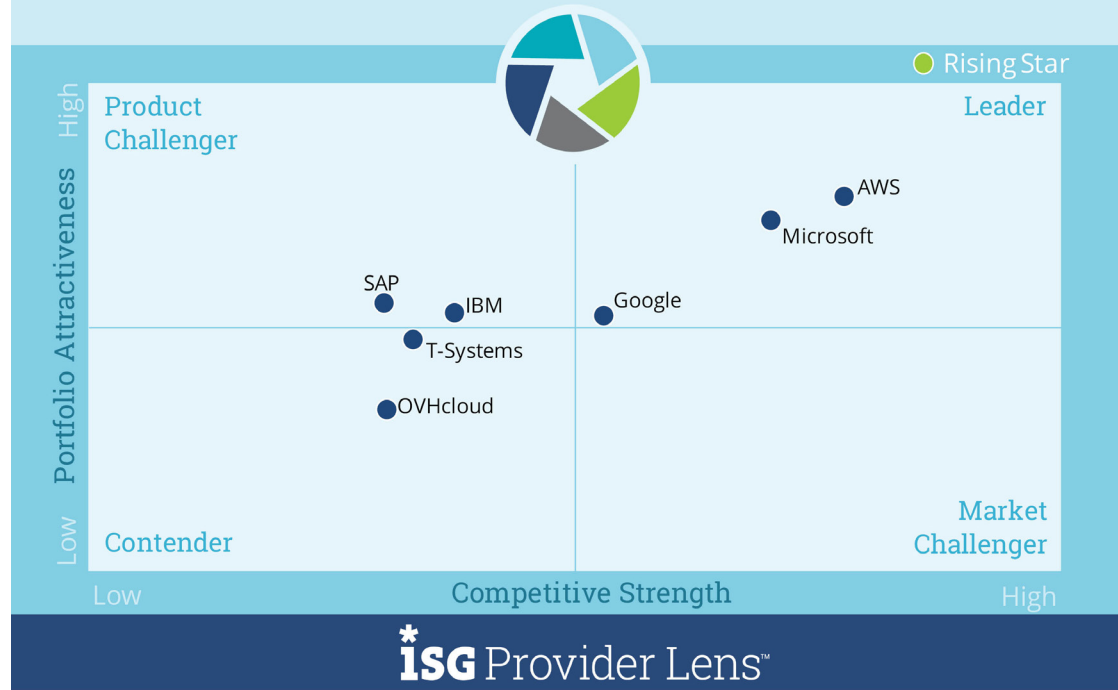 Rising Star
High
Product
Challenger
Leader
AWS
Microsoft
SAP
IBM
Google
T-Systems
OVHcloud
Portfolio Attractiveness
Low
Contender
Market
Challenger
Low
Competitive Strength
High
*ISG Provider Lens™